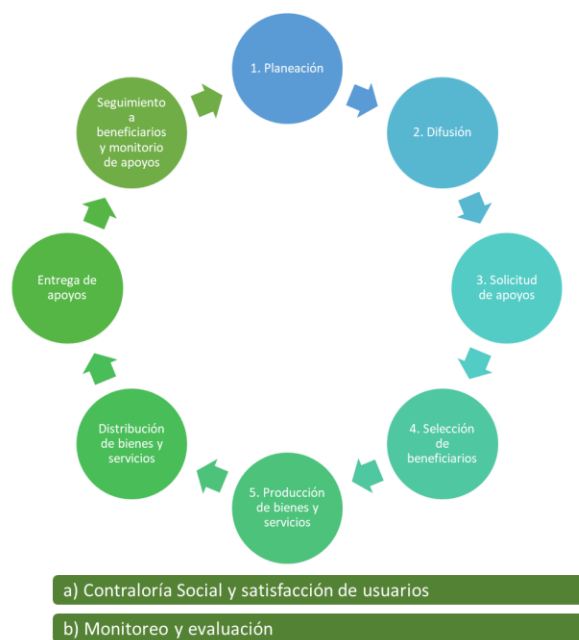 1. Planeación
2. Difusión
3. Solicitud
de apoyos
4. Selección
de
beneficiarios
5. Producción
de bienes y
servicios
Distribución
de bienes y
servicios
Entrega de
apoyos
Seguimiento
a
beneficiarios
y monitorio
de apoyos
a) Contraloría Social y satisfacción de usuarios
b) Monitoreo y evaluación